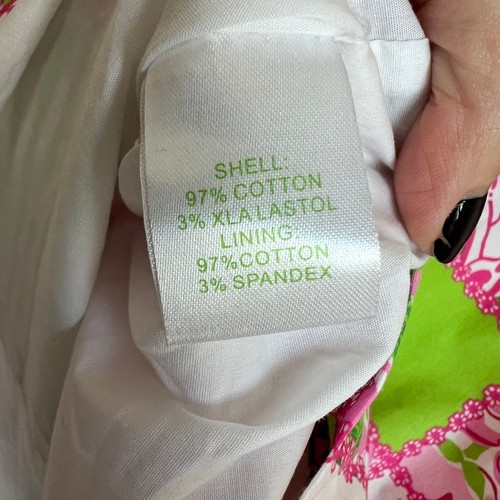 SHELL:
97% COTTON
3% XLA LASTOL
LINING:
97%COTTON
3% SPANDEX